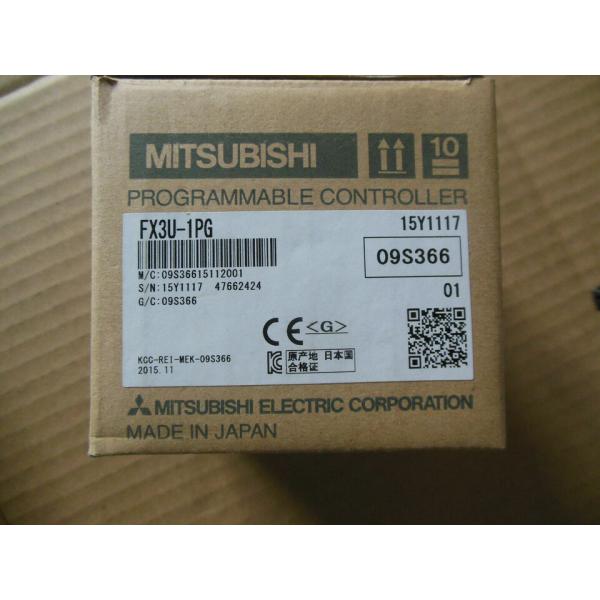 MITSUBISHI
10
PROGRAMMABLE CONTROLLER
FX3U-1PG
15Y1117
M/C:09S36615112001
09S366
S/N:15Y1117 47662424
G/C:09S366
01
CE <G>
KCC-REI-MEK-09S366
2015.11
原产地 日本国
合格证
MITSUBISHI ELECTRIC CORPORATION
MADE IN JAPAN